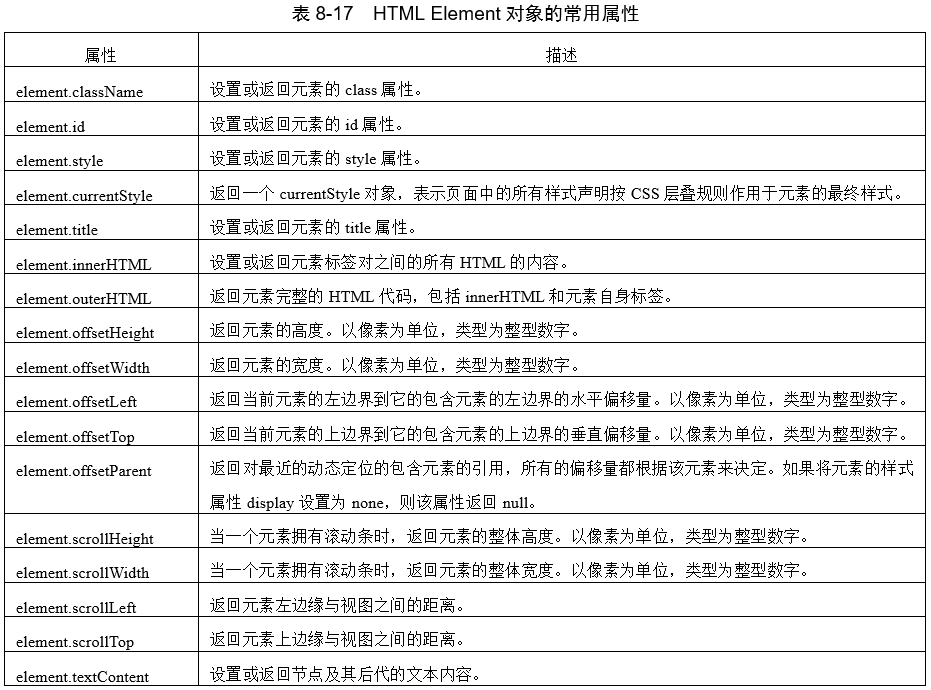 表 8-17 HTML Element 对象的常用属性
属性 描述
element.className 设置或返回元素的 class 属性。
element.id 设置或返回元素的 id 属性。
element.style 设置或返回元素的 style 属性。
element.currentStyle 返回一个 currentStyle 对象，表示页面中的所有样式声明按 CSS 层叠规则作用于元素的最终样式。
element.title 设置或返回元素的 title 属性。
element.innerHTML 设置或返回元素标签对之间的所有 HTML 的内容。
element.outerHTML 返回元素完整的 HTML 代码，包括 innerHTML 和元素自身标签。
element.offsetHeight 返回元素的高度。以像素为单位，类型为整型数字。
element.offsetWidth 返回元素的宽度。以像素为单位，类型为整型数字。
element.offsetLeft 返回当前元素的左边界到它的包含元素的左边界的水平偏移量。以像素为单位，类型为整型数字。
element.offsetTop 返回当前元素的上边界到它的包含元素的上边界的垂直偏移量。以像素为单位，类型为整型数字。
element.offsetParent 返回对最近的动态定位的包含元素的引用，所有的偏移量都根据该元素来决定。如果将元素的样式
属性 display 设置为 none，则该属性返回 null。
element.scrollHeight 当一个元素拥有滚动条时，返回元素的整体高度。以像素为单位，类型为整型数字。
element.scrollWidth 当一个元素拥有滚动条时，返回元素的整体宽度。以像素为单位，类型为整型数字。
element.scrollLeft 返回元素左边缘与视图之间的距离。
element.scrollTop 返回元素上边缘与视图之间的距离。
element.textContent 设置或返回节点及其后代的文本内容。